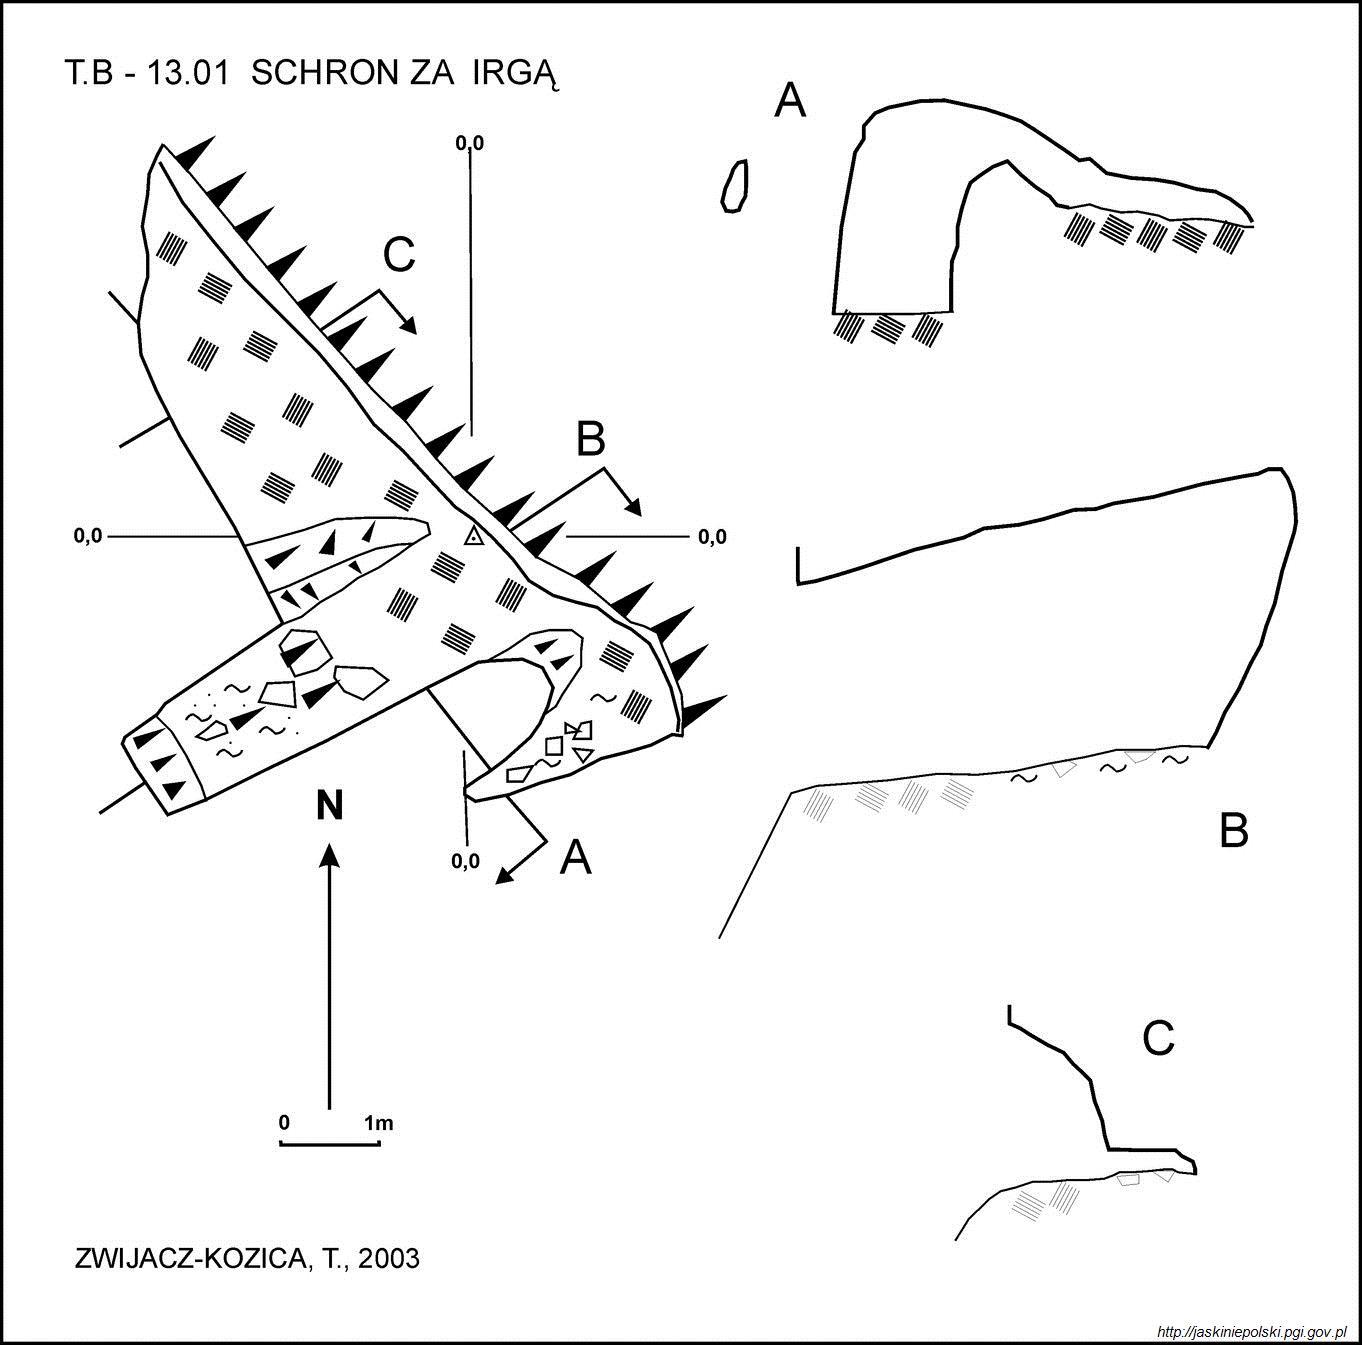 T.B - 13.01 SCHRON ZA IRGĄ
A
0,0
C
B
0,0
0,0
N
0,0
A
B
C
0 1m
ZWIJACZ-KOZICA, T., 2003
http://jaskiniepolski.pgi.gov.pl